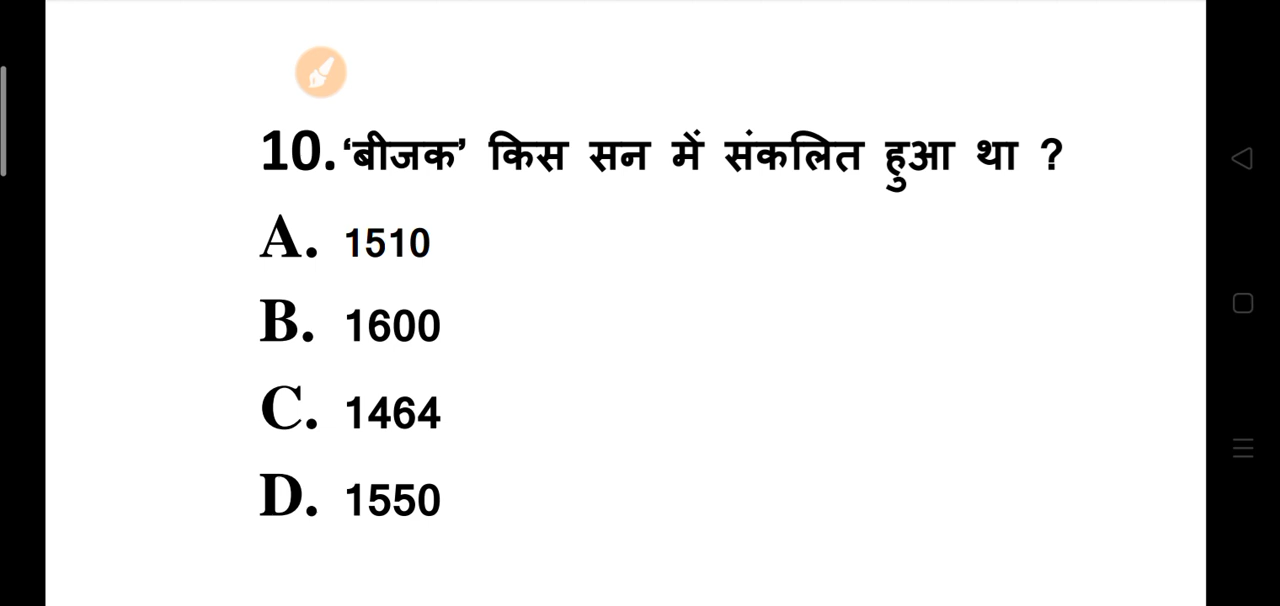 10. ‘बीजक’ किस सन में संकलित हुआ था ?
A. 1510
B. 1600
C. 1464
D. 1550